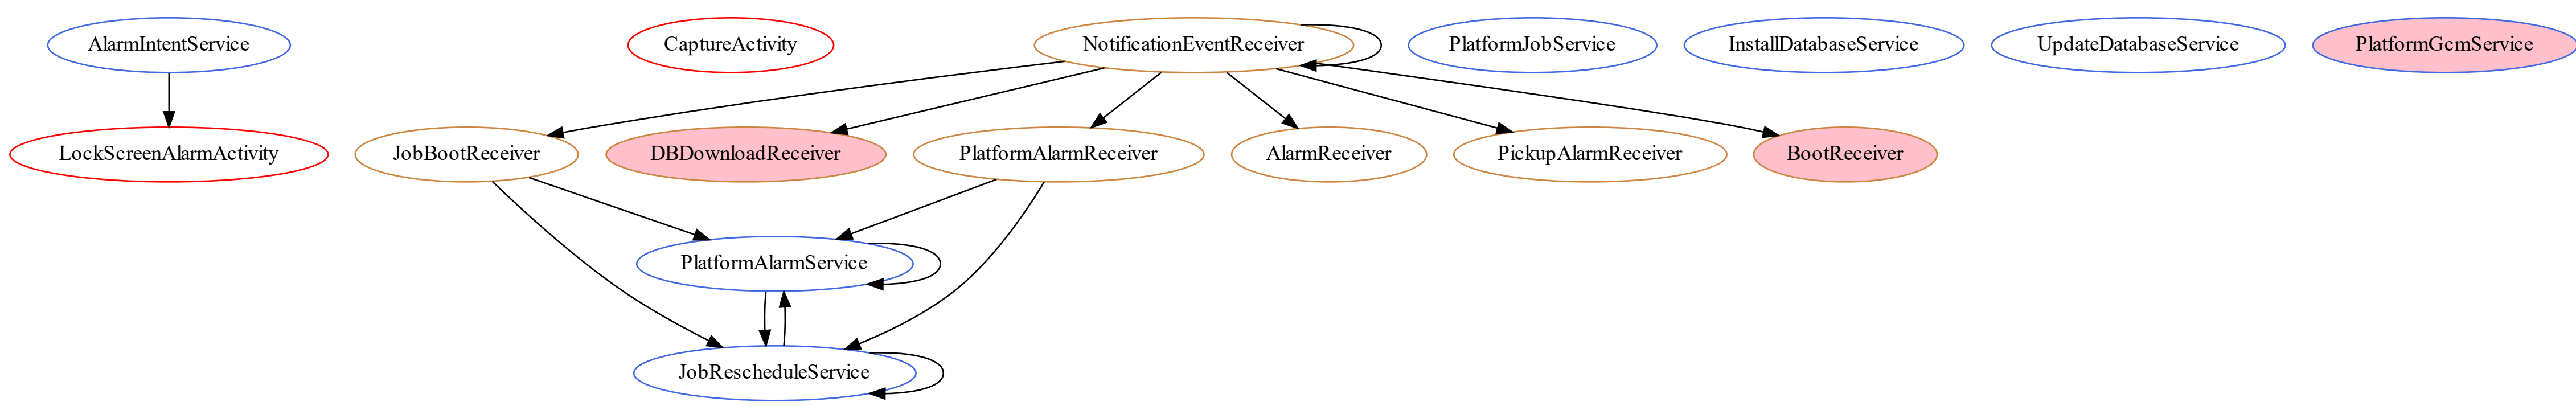 AlarmIntentService
CaptureActivity
NotificationEventReceiver
PlatformJobService
InstallDatabaseService
UpdateDatabaseService
PlatformGcmService
LockScreenAlarmActivity
JobBootReceiver
DBDownloadReceiver
PlatformAlarmReceiver
AlarmReceiver
PickupAlarmReceiver
BootReceiver
PlatformAlarmService
JobRescheduleService